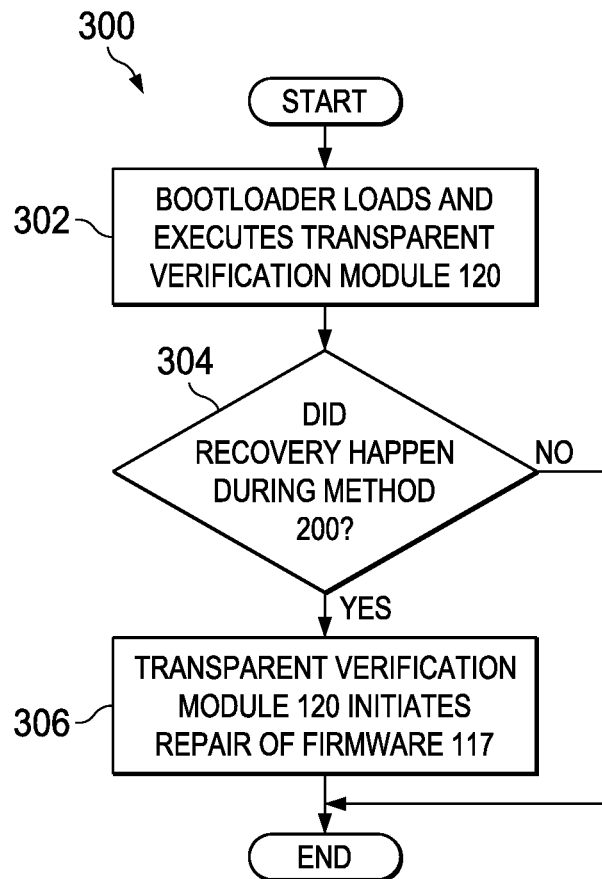 300
START
302
BOOTLOADER LOADS AND
EXECUTES TRANSPARENT
VERIFICATION MODULE 120
304
DID
RECOVERY HAPPEN
DURING METHOD
200?
NO
YES
306
TRANSPARENT VERIFICATION
MODULE 120 INITIATES
REPAIR OF FIRMWARE 117
END